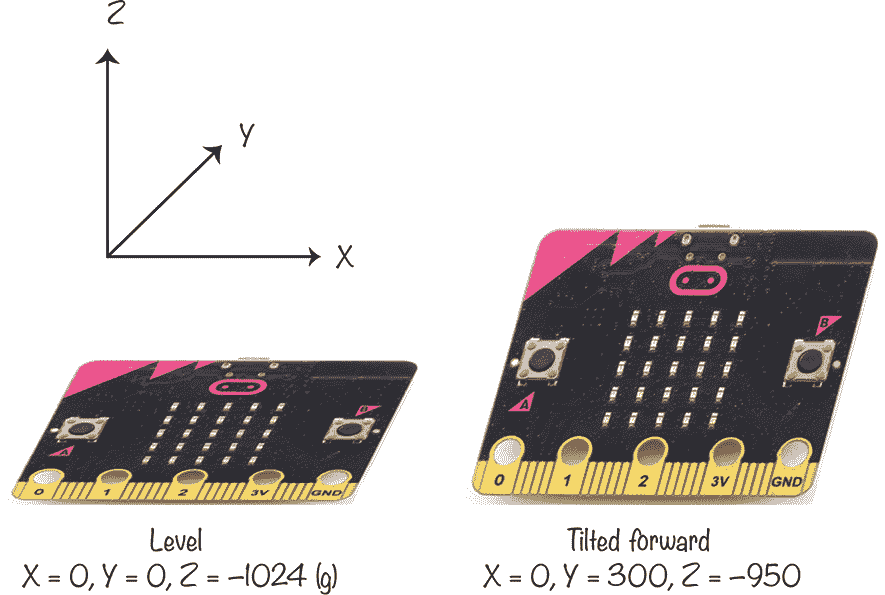 Z
Y
X
A
B
0 1 2 3V GND
B
A
0 1 2 3V GND
Level
X = 0, Y = 0, Z = –1024 (g)
Tilted forward
X = 0, Y = 300, Z = –950